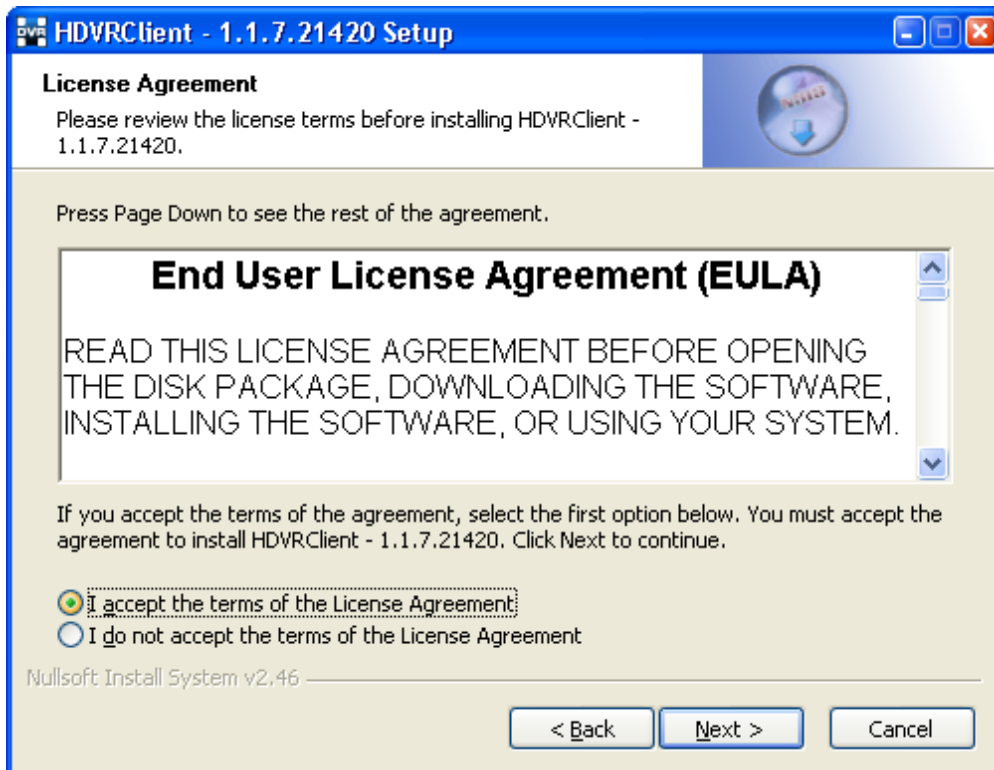 HDVRClient - 1.1.7.21420 Setup
License Agreement
Please review the license terms before installing HDVRClient -
1.1.7.21420.
Press Page Down to see the rest of the agreement.
End User License Agreement (EULA)
READ THIS LICENSE AGREEMENT BEFORE OPENING
THE DISK PACKAGE, DOWNLOADING THE SOFTWARE,
INSTALLING THE SOFTWARE, OR USING YOUR SYSTEM.
If you accept the terms of the agreement, select the first option below. You must accept the
agreement to install HDVRClient - 1.1.7.21420. Click Next to continue.
I accept the terms of the License Agreement
I do not accept the terms of the License Agreement
Nullsoft Install System v2.46
< Back Next > Cancel